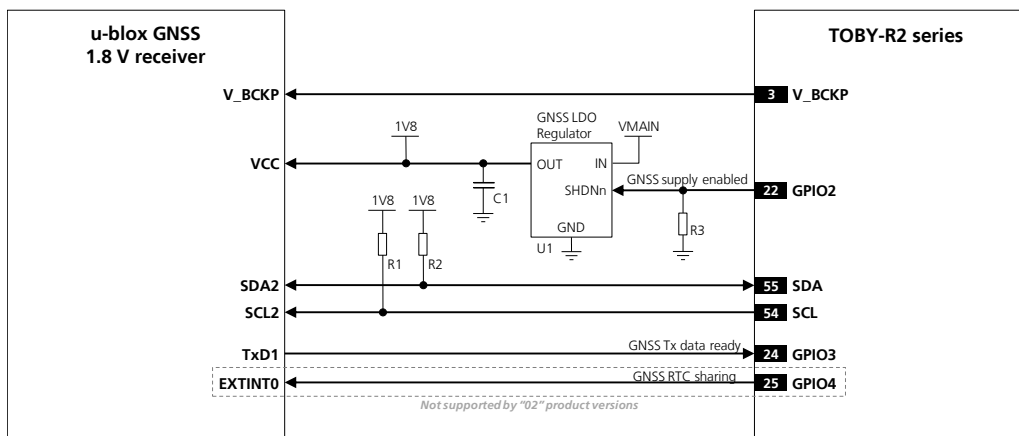 u-blox GNSS
1.8 V receiver
TOBY-R2 series
V_BCKP
3 V_BCKP
GNSS LDO
Regulator
1V8
VMAIN
VCC
OUT
IN
GNSS supply enabled
22 GPIO2
SHDNn
C1
1V8
1V8
GND
R3
U1
R1
R2
SDA2
55 SDA
SCL2
54 SCL
TxD1
GNSS Tx data ready
24 GPIO3
EXTINT0
GNSS RTC sharing
25 GPIO4
Not supported by "02" product versions